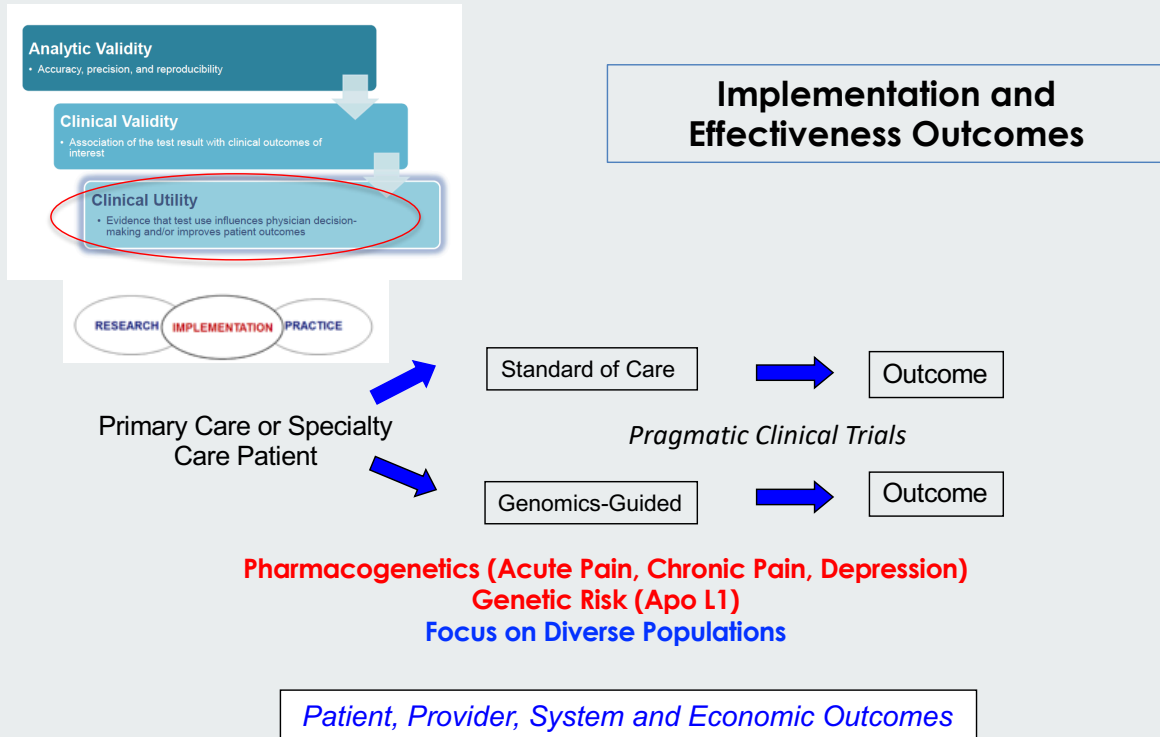 Analytic Validity
• Accuracy, precision, and reproducibility
Clinical Validity
• Association of the test result with clinical outcomes of
interest
Clinical Utility
• Evidence that test use influences physician decision-
making and/or improves patient outcomes
Implementation and
Effectiveness Outcomes
RESEARCH IMPLEMENTATION PRACTICE
Primary Care or Specialty
Care Patient
Standard of Care
Outcome
Pragmatic Clinical Trials
Genomics-Guided
Outcome
Pharmacogenetics (Acute Pain, Chronic Pain, Depression)
Genetic Risk (Apo L1)
Focus on Diverse Populations
Patient, Provider, System and Economic Outcomes